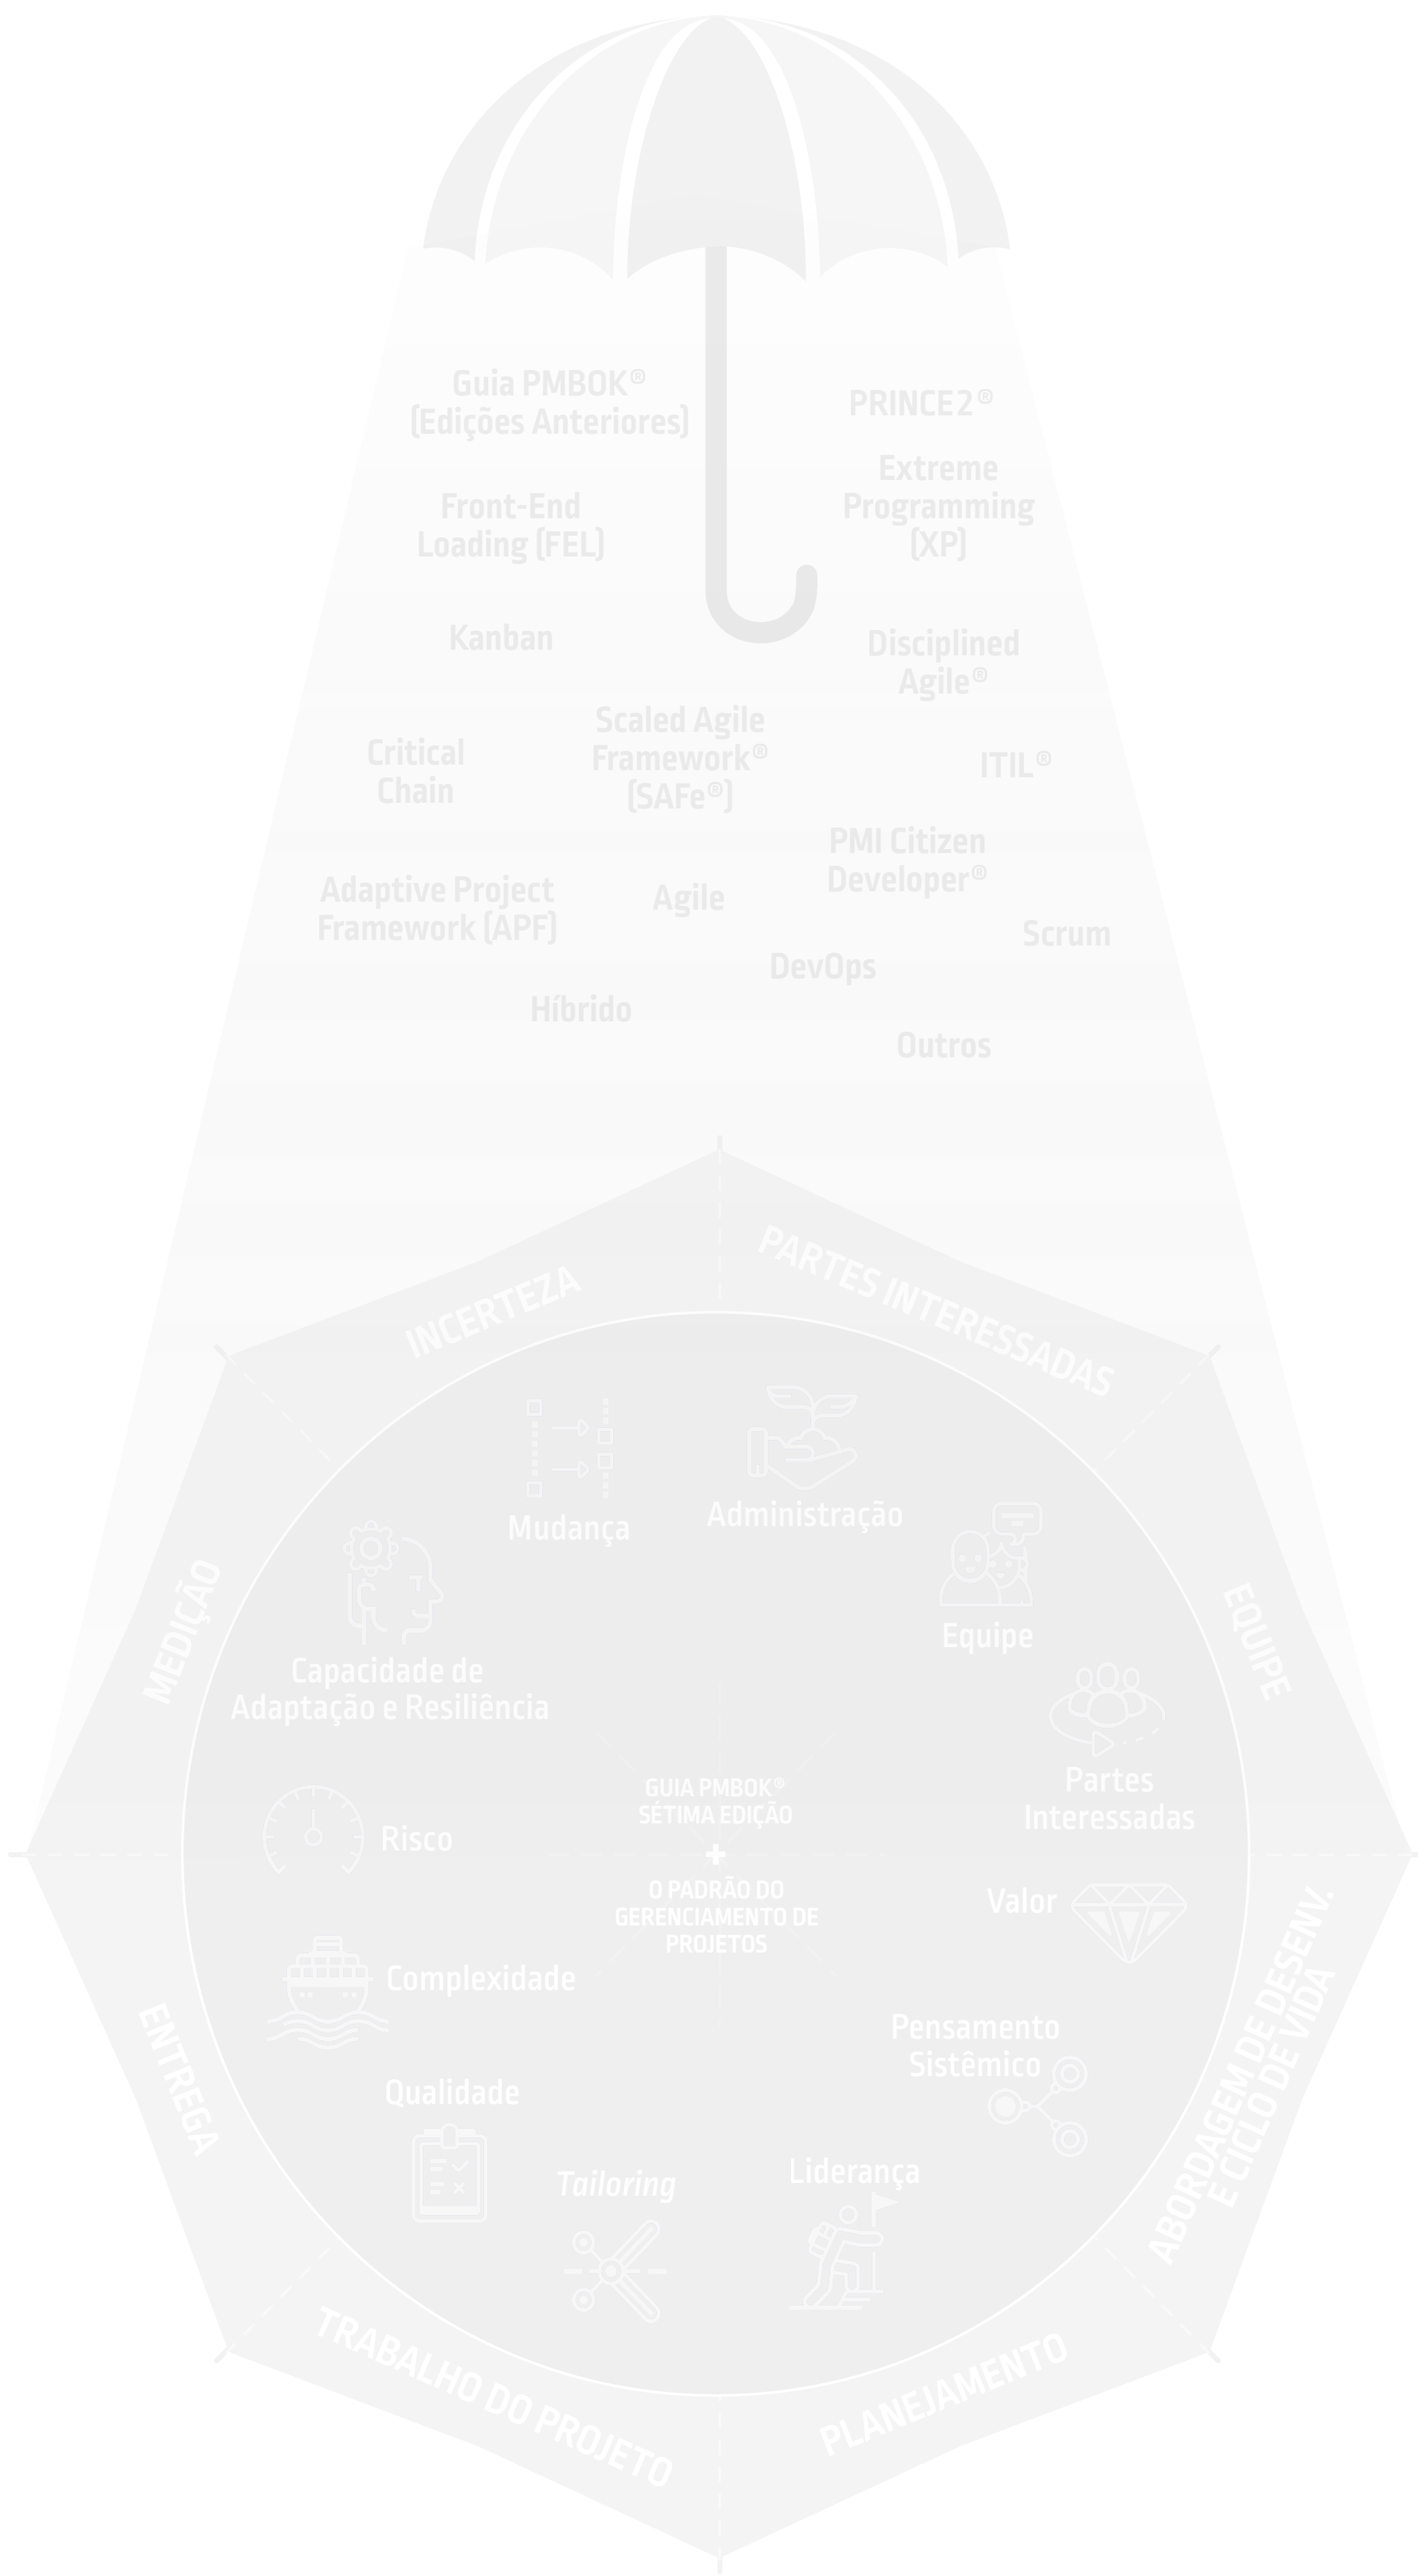 Guia PMBOK®
(Edições Anteriores)
PRINCE2®
Extreme
Programming
(XP)
Front-End
Loading (FEL)
Kanban
Disciplined
Agile®
Scaled Agile
Framework®
(SAFe®)
Critical
Chain
ITIL®
PMI Citizen
Developer®
Adaptive Project
Framework (APF)
Agile
Scrum
DevOps
Híbrido
Outros
INCERTEZA
PARTES INTERESSADAS
MEDIÇÃO
EQUIPE
ENTREGA
ABORDAGEM DE DESENV.
E CICLO DE VIDA
TRABALHO DO PROJETO
PLANEJAMENTO
Mudança
Administração
Equipe
Capacidade de
Adaptação e Resiliência
Partes
Interessadas
GUIA PMBOK®
SÉTIMA EDIÇÃO
+
O PADRÃO DO
GERENCIAMENTO DE
PROJETOS
Risco
Valor
Complexidade
Pensamento
Sistêmico
Qualidade
Tailoring
Liderança